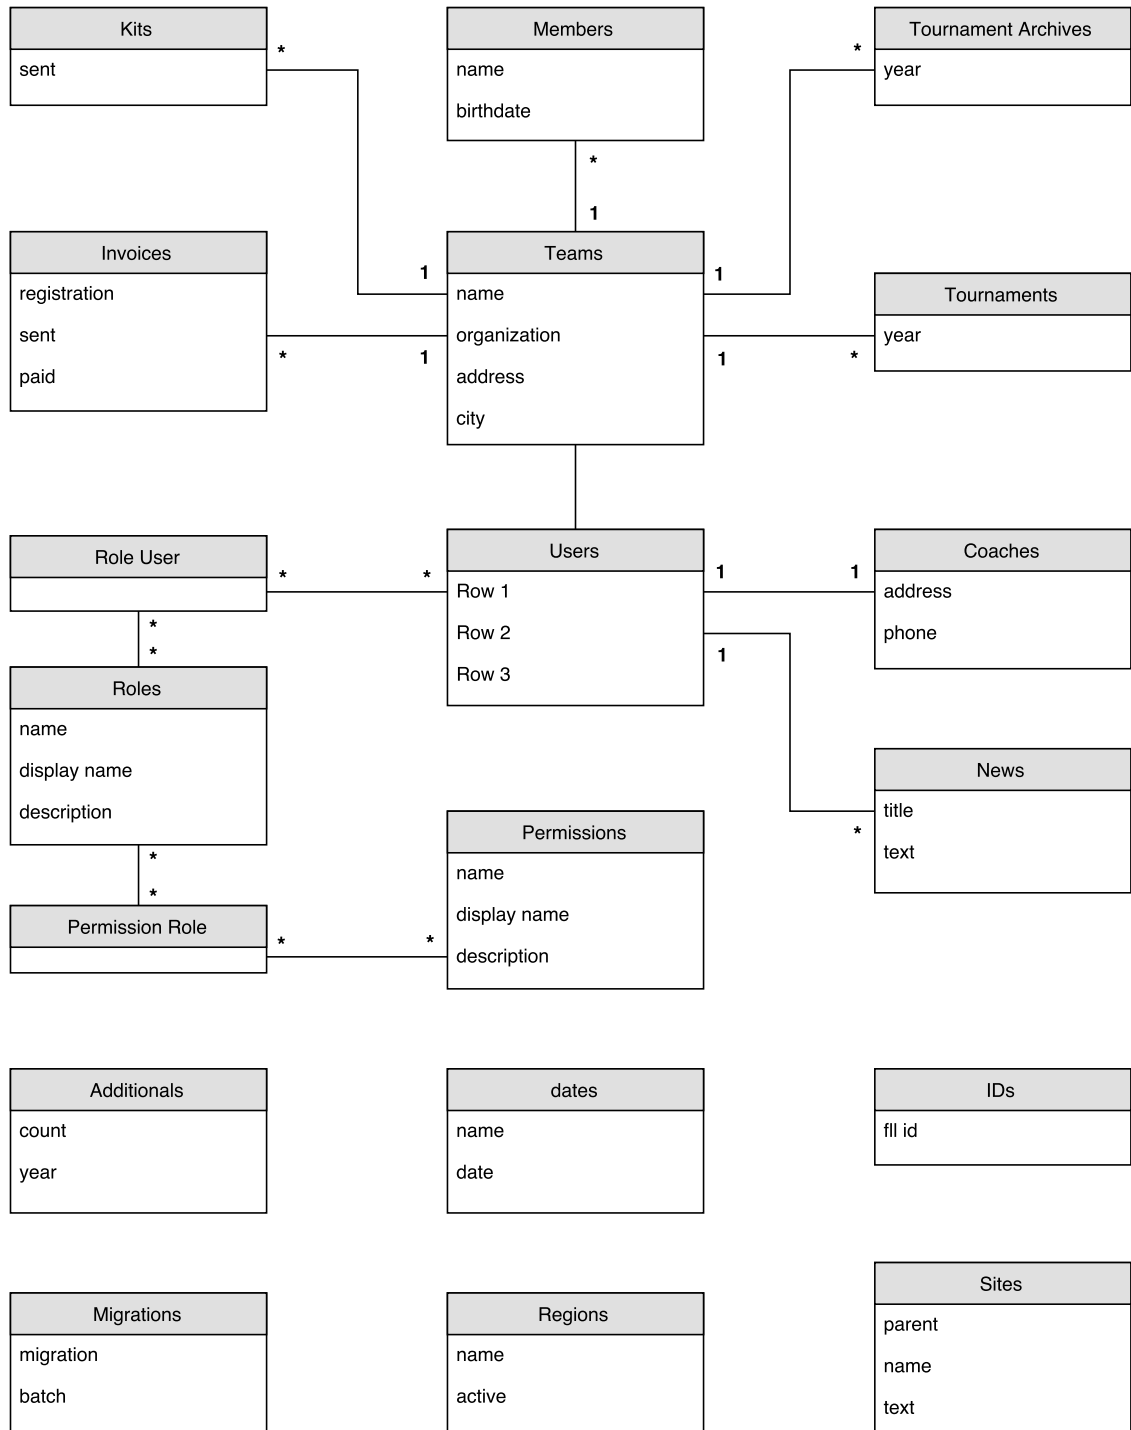 Kits
sent
*
Members
name
birthdate
*
1
Tournament Archives
year
*
Invoices
registration
sent
paid
*
1
1
Teams
name
organization
address
city
1
1
Tournaments
year
*
Role User
*
*
*
*
Users
Row 1
Row 2
Row 3
1
1
1
Coaches
address
phone
Roles
name
display name
description
*
*
News
title
text
*
Permissions
name
display name
description
Permission Role
*
*
Additionals
count
year
dates
name
date
IDs
fll id
Migrations
migration
batch
Regions
name
active
Sites
parent
name
text